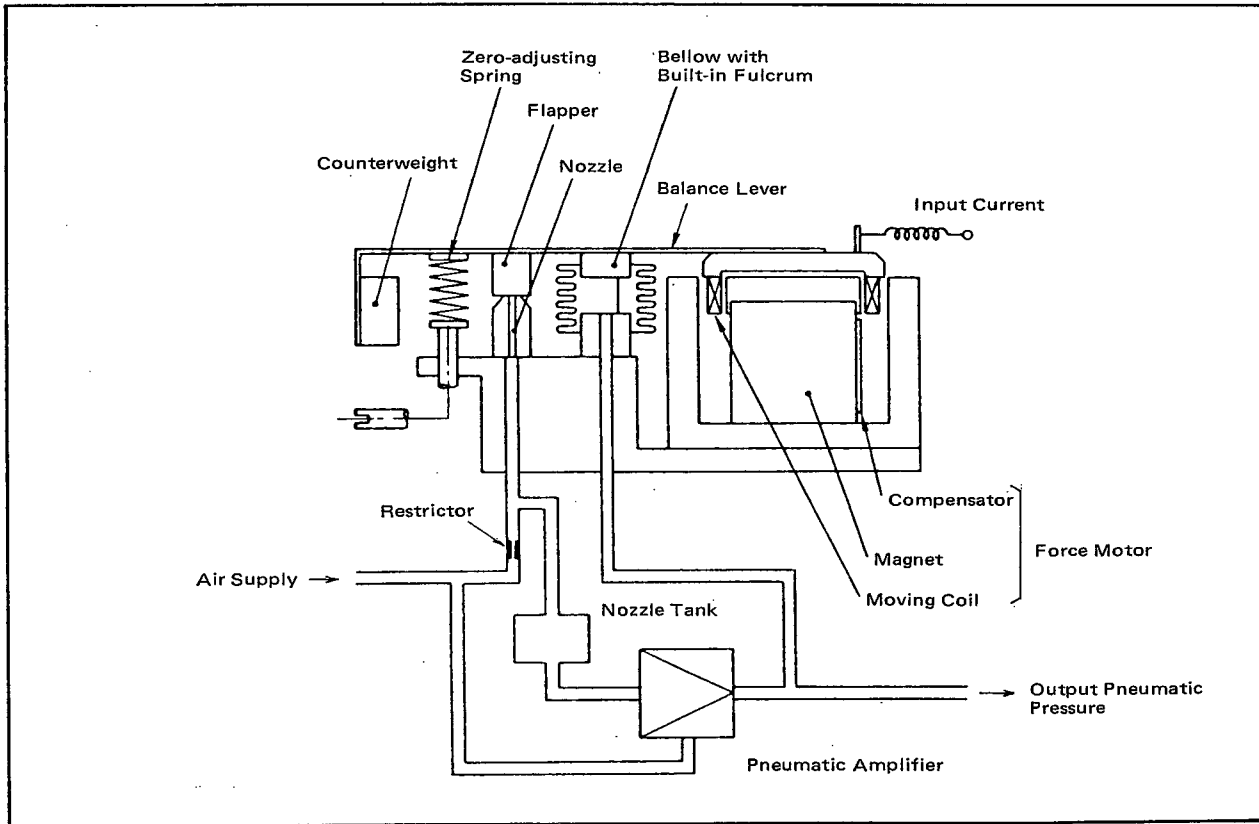 Zero-adjusting
Spring
Bellow with
Built-in Fulcrum
Flapper
Counterweight
Nozzle
Balance Lever
Input Current
Restrictor
Compensator
Air Supply
Magnet
Force Motor
Moving Coil
Nozzle Tank
Output Pneumatic
Pressure
Pneumatic Amplifier